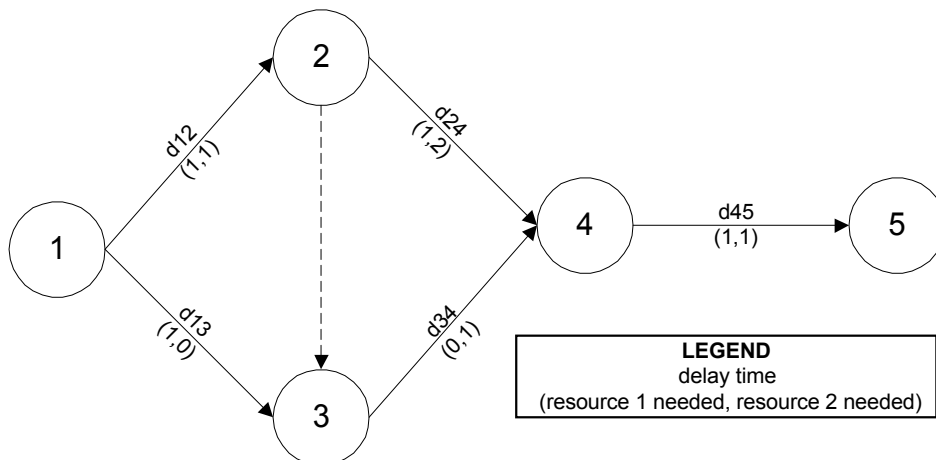 2
d12
(1,1)
d24
(1,2)
1
4
d45
(1,1)
5
d13
(1,0)
d34
(0,1)
3
LEGEND
delay time
(resource 1 needed, resource 2 needed)